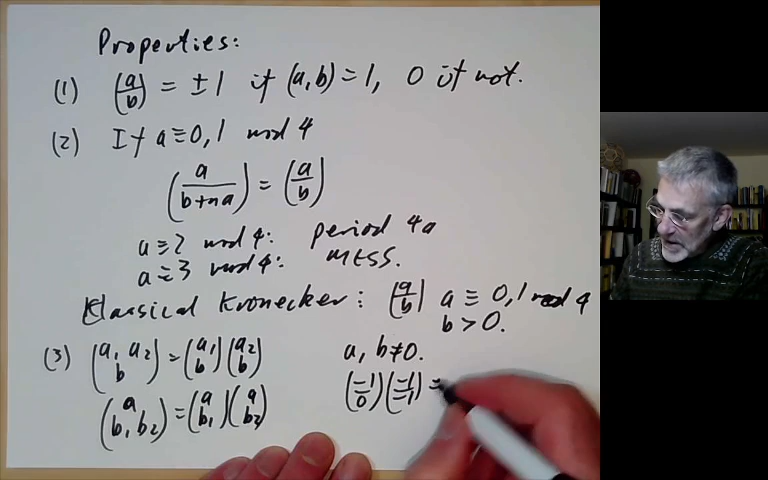 Properties:
(1) (a/b) = ±1 if (a,b)=1, 0 if not.
(2) If a≡0,1 mod 4
(a/(b+na)) = (a/b)
a≡2 mod 4: period 4a
a≡3 mod 4: MESS.
Classical Kronecker: (a/b) a≡0,1 mod 4
b>0.
(3) (a₁a₂/b) = (a₁/b)(a₂/b) a, b≠0.
(a/b₁b₂) = (a/b₁)(a/b₂) (-1/0)(-1/-1) =